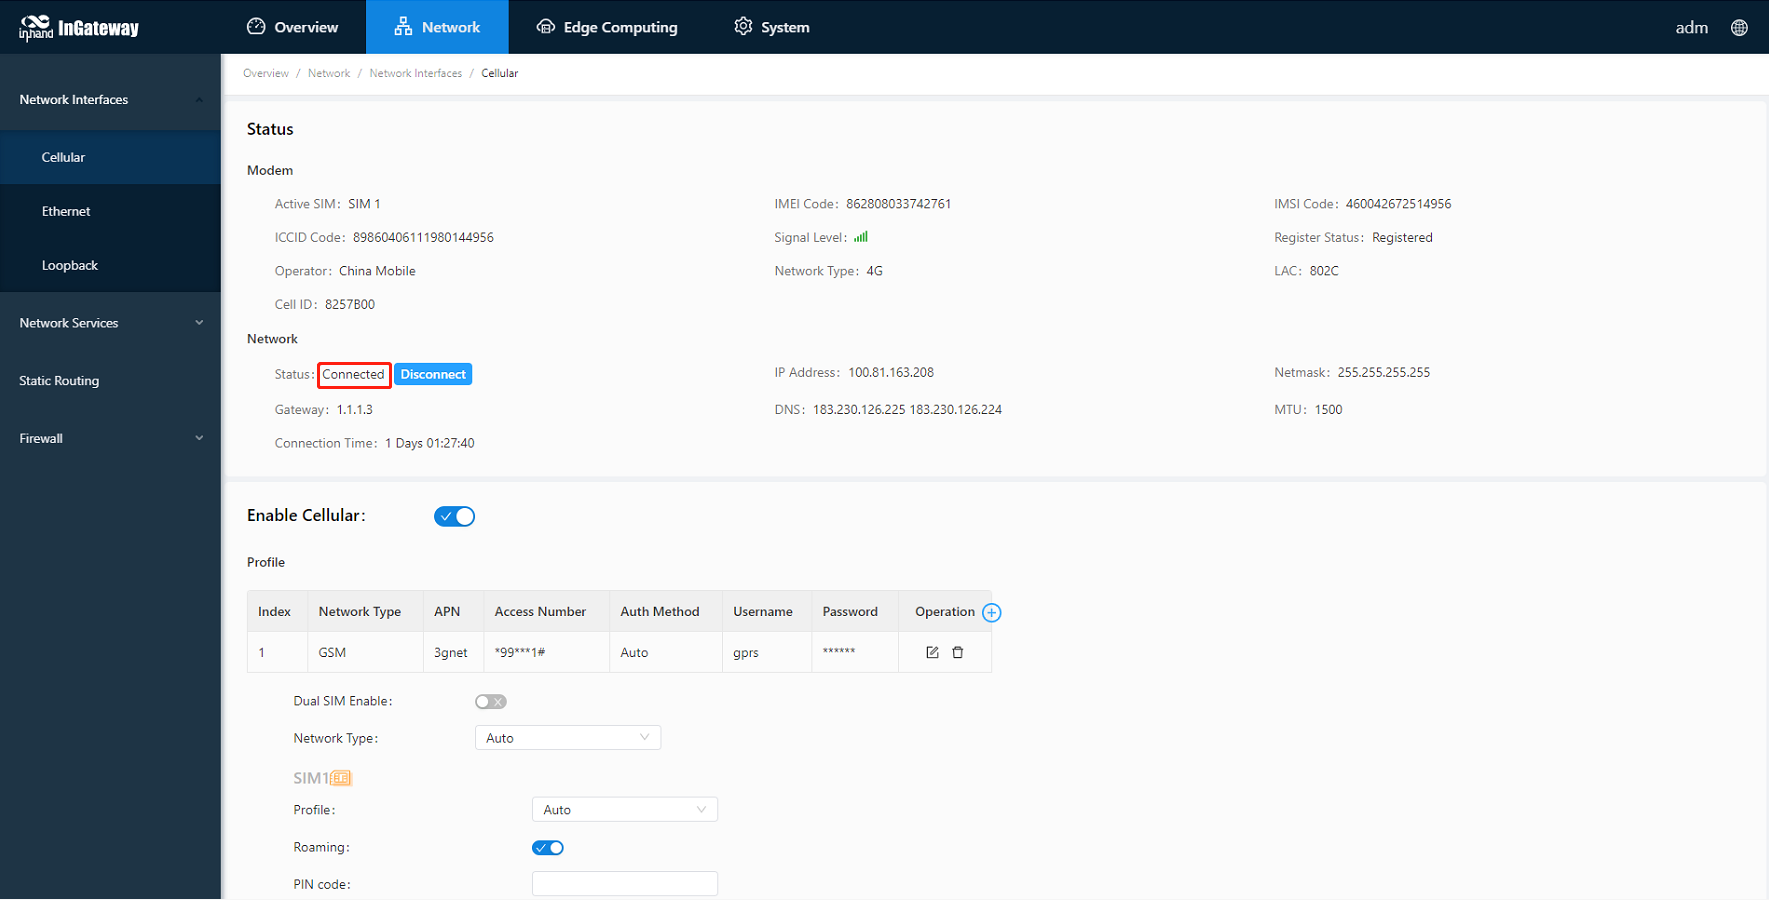 inhand InGateway Overview Network Edge Computing System adm
Overview / Network / Network Interfaces / Cellular
Network Interfaces
Cellular
Ethernet
Loopback
Network Services
Static Routing
Firewall
Status
Modem
Active SIM: SIM 1 IMEI Code: 862808033742761 IMSI Code: 460042672514956
ICCID Code: 89860406111980144956 Signal Level: Register Status: Registered
Operator: China Mobile Network Type: 4G LAC: 802C
Cell ID: 8257B00
Network
Status: Connected Disconnect IP Address: 100.81.163.208 Netmask: 255.255.255.255
Gateway: 1.1.1.3 DNS: 183.230.126.225 183.230.126.224 MTU: 1500
Connection Time: 1 Days 01:27:40
Enable Cellular:
Profile
Index Network Type APN Access Number Auth Method Username Password Operation
1 GSM 3gnet *99***1# Auto gprs ******
Dual SIM Enable:
Network Type: Auto
SIM1
Profile: Auto
Roaming:
PIN code: